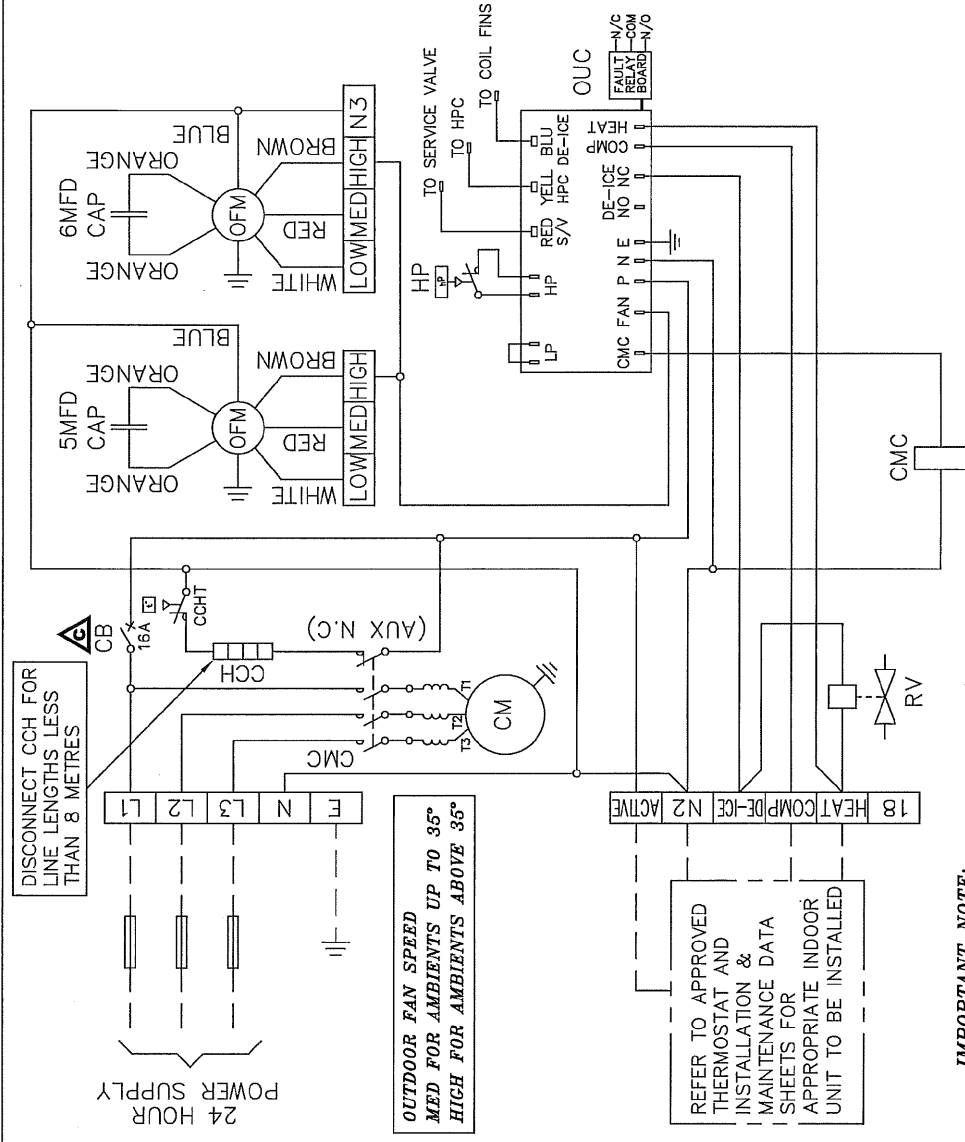 DISCONNECT CCH FOR
LINE LENGTHS LESS
THAN 8 METRES
C
CB
16A
t°
CCHT
CCH
(AUX N.C)
CMC
T1
T2
T3
CM
L1
L2
L3
N
E
24 HOUR
POWER SUPPLY
OUTDOOR FAN SPEED
MED FOR AMBIENTS UP TO 35°
HIGH FOR AMBIENTS ABOVE 35°
5MFD
CAP
ORANGE
ORANGE
BLUE
OFM
BROWN
RED
WHITE
LOW MED HIGH
6MFD
CAP
ORANGE
ORANGE
BLUE
OFM
BROWN
RED
WHITE
LOW MED HIGH N3
TO SERVICE VALVE
TO HPC
TO COIL FINS
HP
HP
LP
HP
RED YELL BLU
S/V HPC DE-ICE
OUC
FAULT
RELAY
BOARD
N/C
COM
N/O
CMC FAN P N E
DE-ICE
NO NC
COMP
HEAT
CMC
ACTIVE
N2
DE-ICE
COMP
HEAT
18
RV
REFER TO APPROVED
THERMOSTAT AND
INSTALLATION &
MAINTENANCE DATA
SHEETS FOR
APPROPRIATE INDOOR
UNIT TO BE INSTALLED
IMPORTANT NOTE: